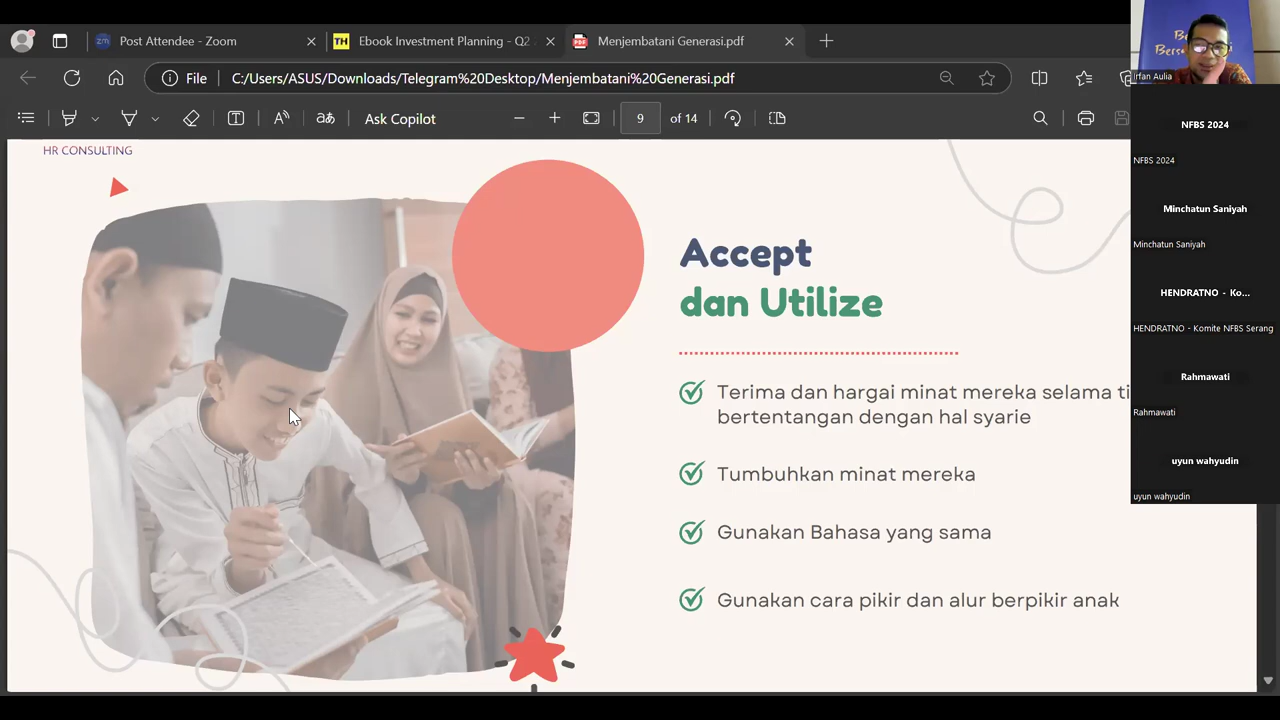 Post Attendee - Zoom
Ebook Investment Planning - Q2
Menjembatani Generasi.pdf
File
C:/Users/ASUS/Downloads/Telegram%20Desktop/Menjembatani%20Generasi.pdf
Ask Copilot
9
of 14
HR CONSULTING
Accept
dan Utilize
Terima dan hargai minat mereka selama ti
bertentangan dengan hal syarie
Tumbuhkan minat mereka
Gunakan Bahasa yang sama
Gunakan cara pikir dan alur berpikir anak
Irfan Aulia
NFBS 2024
NFBS 2024
Minchatun Saniyah
Minchatun Saniyah
HENDRATNO - Ko...
HENDRATNO - Komite NFBS Serang
Rahmawati
Rahmawati
uyun wahyudin
uyun wahyudin